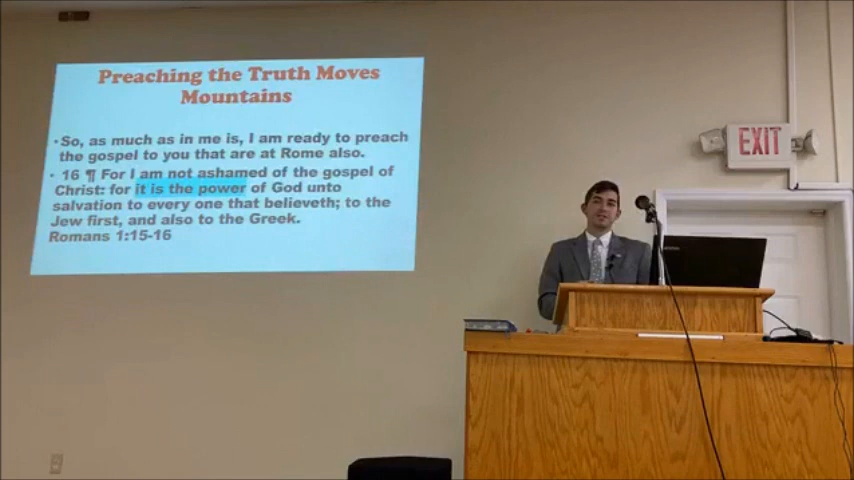 Preaching the Truth Moves
Mountains
•So, as much as in me is, I am ready to preach
the gospel to you that are at Rome also.
• 16 ¶ For I am not ashamed of the gospel of
Christ: for it is the power of God unto
salvation to every one that believeth; to the
Jew first, and also to the Greek.
Romans 1:15-16
EXIT